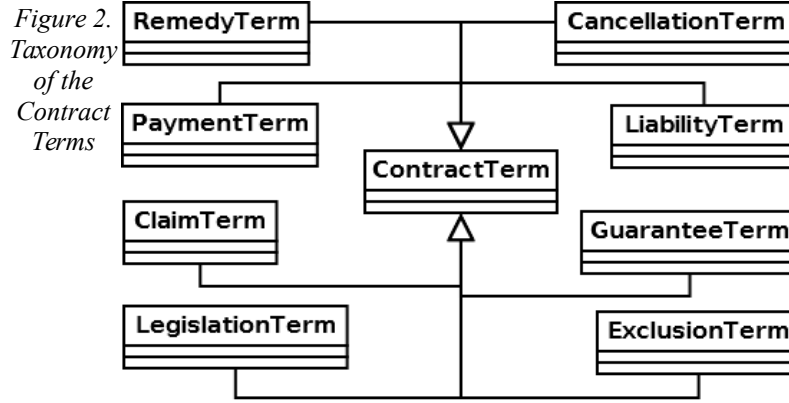 Figure 2.
Taxonomy
of the
Contract
Terms
RemedyTerm
CancellationTerm
PaymentTerm
LiabilityTerm
ContractTerm
ClaimTerm
GuaranteeTerm
LegislationTerm
ExclusionTerm